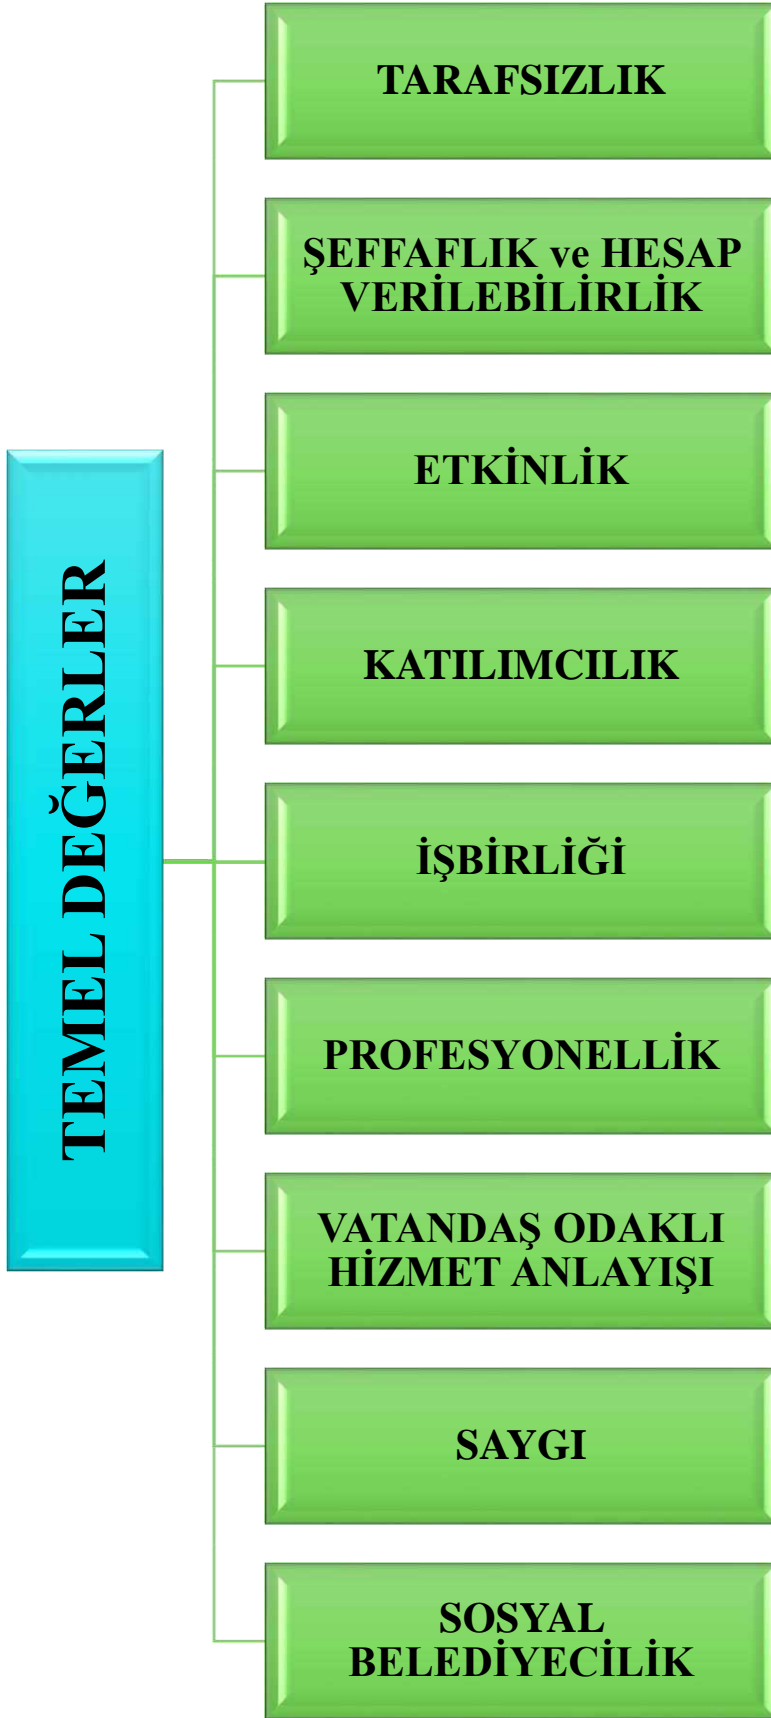 TEMEL DEĞERLER
TARAFSIZLIK
ŞEFFAFLIK ve HESAP
VERİLEBİLİRLİK
ETKİNLİK
KATILIMCILIK
İŞBİRLİĞİ
PROFESYONELLİK
VATANDAŞ ODAKLI
HİZMET ANLAYIŞI
SAYGI
SOSYAL
BELEDİYECİLİK